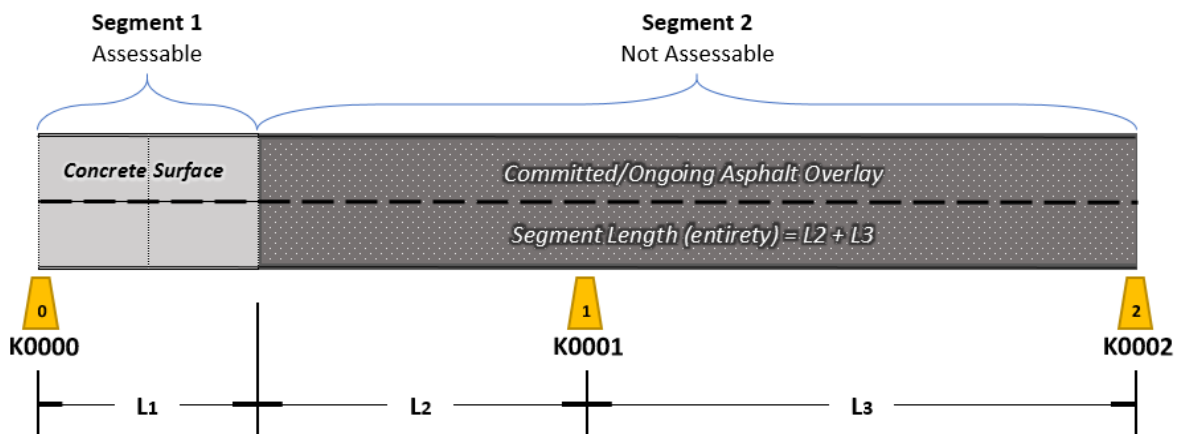 Segment 1
Assessable
Segment 2
Not Assessable
Concrete Surface
Committed/Ongoing Asphalt Overlay
Segment Length (entirety) = L2 + L3
0
1
2
K0000
K0001
K0002
L1
L2
L3